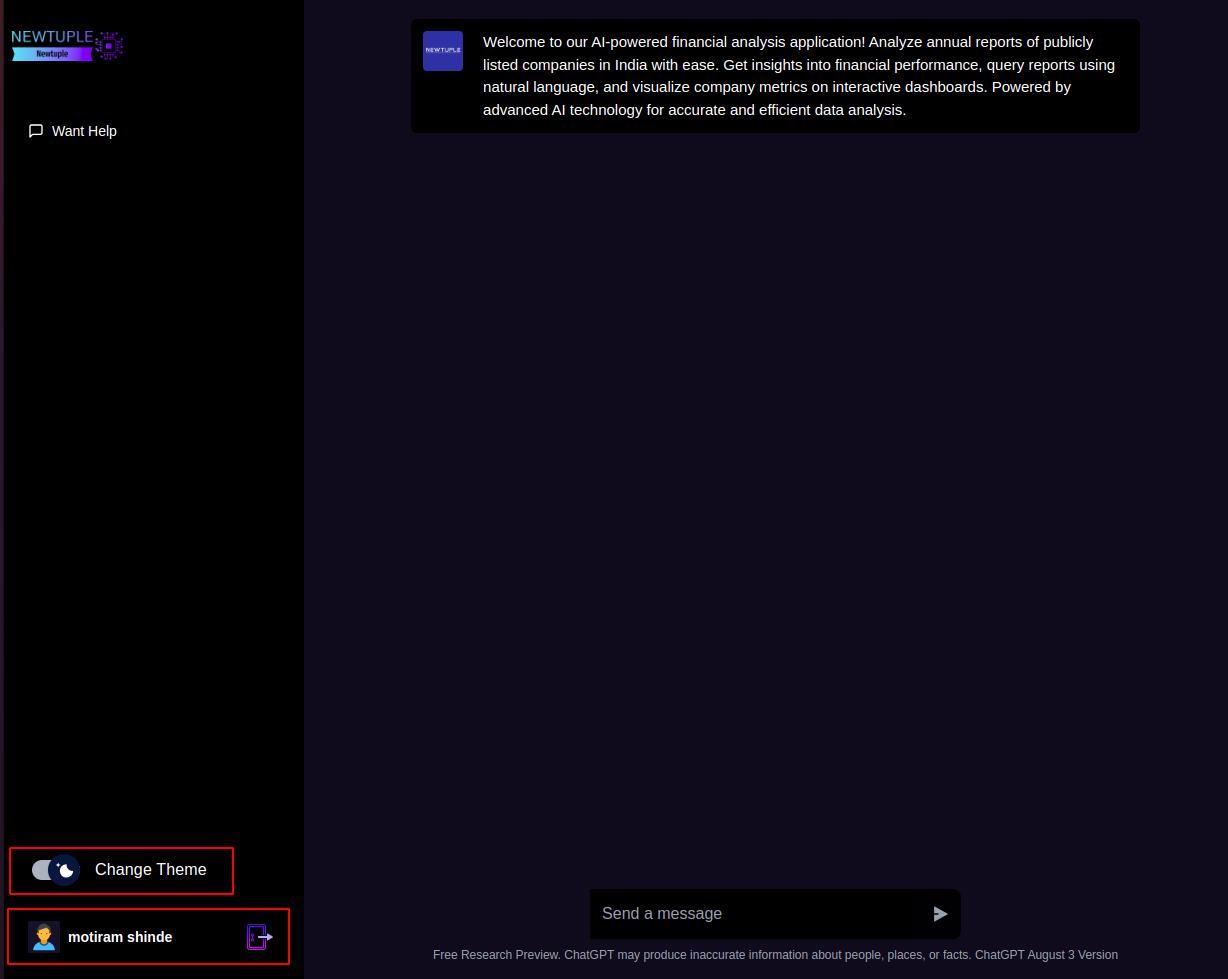 NEWTUPLE
Newtuple
Want Help
Change Theme
motiram shinde
NEWTUPLE
Welcome to our AI-powered financial analysis application! Analyze annual reports of publicly
listed companies in India with ease. Get insights into financial performance, query reports using
natural language, and visualize company metrics on interactive dashboards. Powered by
advanced AI technology for accurate and efficient data analysis.
Send a message
Free Research Preview. ChatGPT may produce inaccurate information about people, places, or facts. ChatGPT August 3 Version